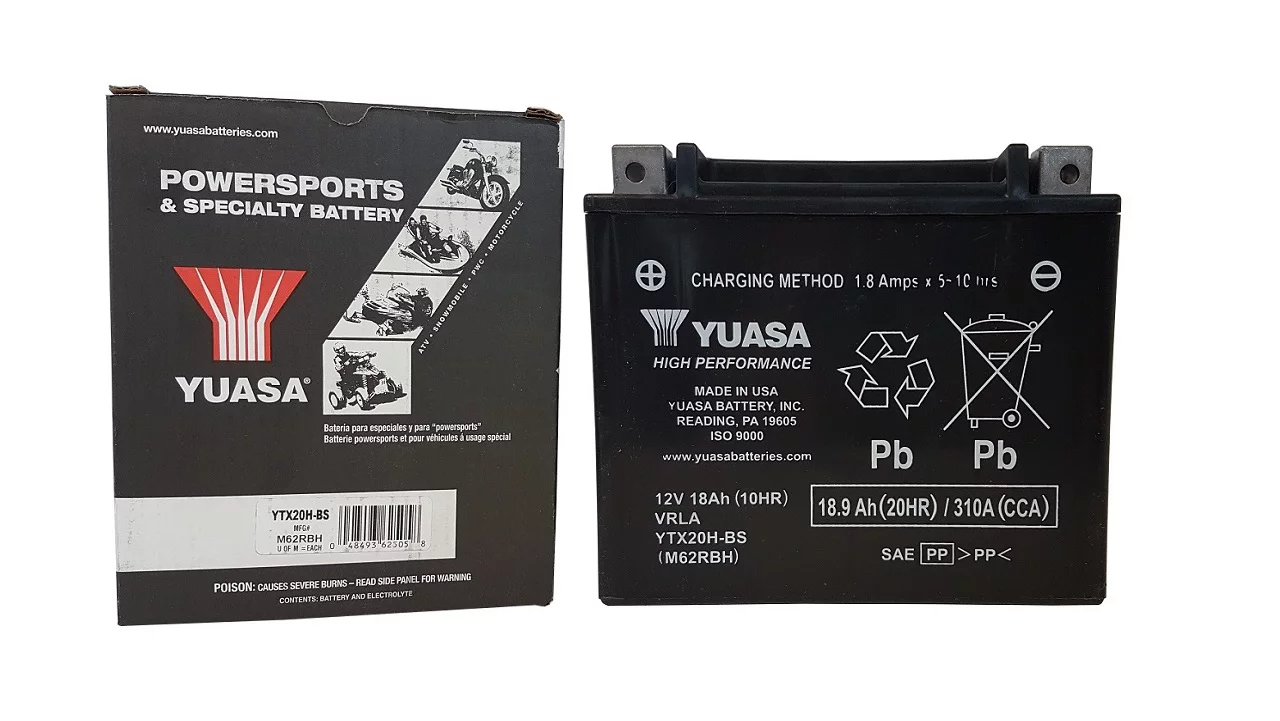 www.yuasabatteries.com
POWERSPORTS
& SPECIALTY BATTERY
ATV • SNOWMOBILE • PWC • MOTORCYCLE
YUASA®
Bateria para especiales y para "powersports"
Batterie powersports et pour véhicules á usage spécial
YTX20H-BS
MFG#
M62RBH
U OF M =EACH
0 48493 62505 8
POISON: CAUSES SEVERE BURNS – READ SIDE PANEL FOR WARNING
CONTENTS: BATTERY AND ELECTROLYTE
CHARGING METHOD 1.8 Amps x 5~10 hrs
YUASA
HIGH PERFORMANCE
MADE IN USA
YUASA BATTERY, INC.
READING, PA 19605
ISO 9000
www.yuasabatteries.com
Pb
Pb
12V 18Ah (10HR)
VRLA
YTX20H-BS
(M62RBH)
18.9 Ah(20HR) / 310A(CCA)
SAE PP >PP<